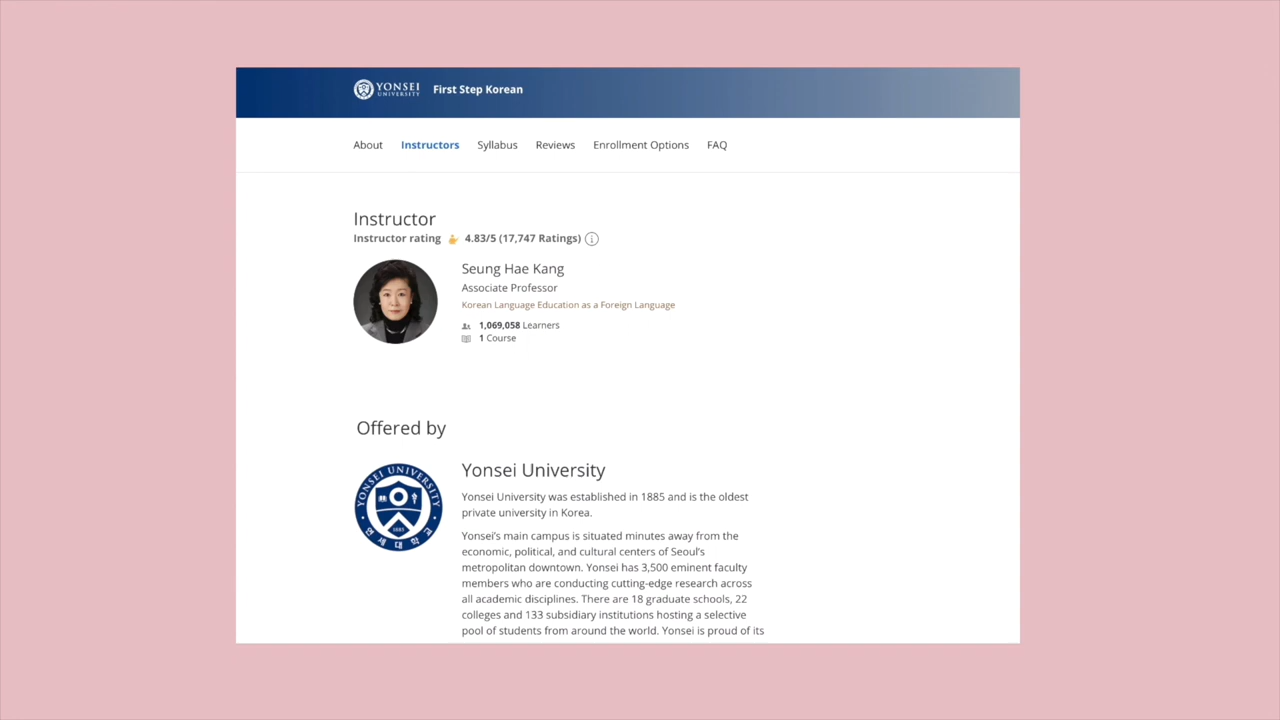 YONSEI
UNIVERSITY
First Step Korean
About
Instructors
Syllabus
Reviews
Enrollment Options
FAQ
Instructor
Instructor rating 4.83/5 (17,747 Ratings)
Seung Hae Kang
Associate Professor
Korean Language Education as a Foreign Language
1,069,058 Learners
1 Course
Offered by
YONSEI UNIVERSITY
1885
연세대학교
Yonsei University
Yonsei University was established in 1885 and is the oldest
private university in Korea.
Yonsei's main campus is situated minutes away from the
economic, political, and cultural centers of Seoul's
metropolitan downtown. Yonsei has 3,500 eminent faculty
members who are conducting cutting-edge research across
all academic disciplines. There are 18 graduate schools, 22
colleges and 133 subsidiary institutions hosting a selective
pool of students from around the world. Yonsei is proud of its